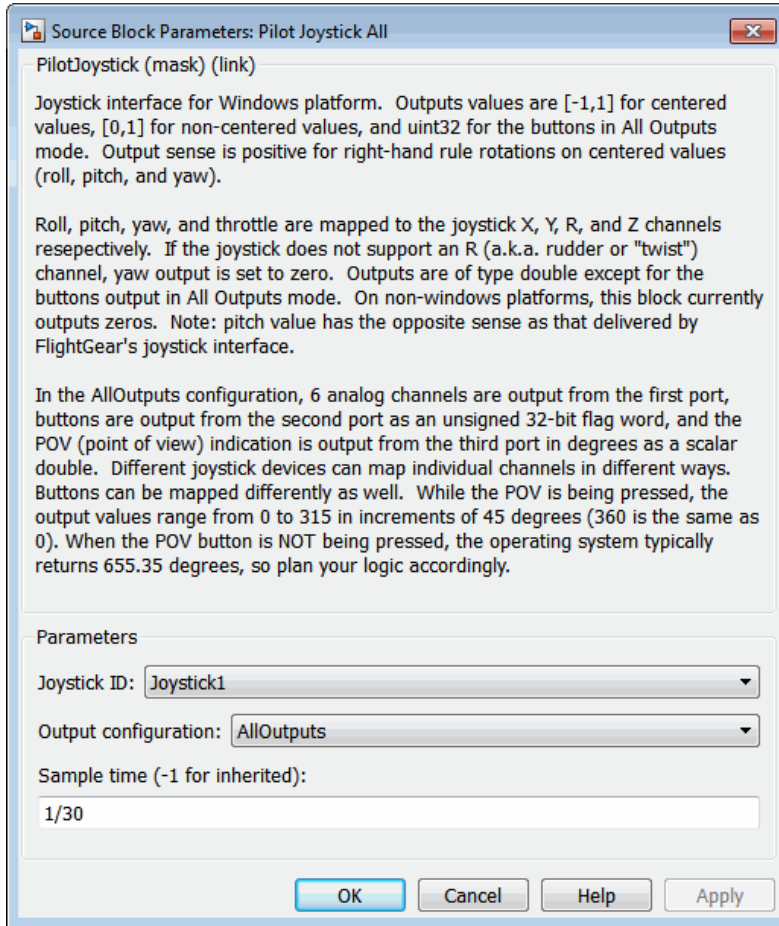 Source Block Parameters: Pilot Joystick All
PilotJoystick (mask) (link)
Joystick interface for Windows platform.  Outputs values are [-1,1] for centered
values, [0,1] for non-centered values, and uint32 for the buttons in All Outputs
mode.  Output sense is positive for right-hand rule rotations on centered values
(roll, pitch, and yaw).
Roll, pitch, yaw, and throttle are mapped to the joystick X, Y, R, and Z channels
resepectively.  If the joystick does not support an R (a.k.a. rudder or "twist")
channel, yaw output is set to zero.  Outputs are of type double except for the
buttons output in All Outputs mode.  On non-windows platforms, this block currently
outputs zeros.  Note: pitch value has the opposite sense as that delivered by
FlightGear's joystick interface.
In the AllOutputs configuration, 6 analog channels are output from the first port,
buttons are output from the second port as an unsigned 32-bit flag word, and the
POV (point of view) indication is output from the third port in degrees as a scalar
double.  Different joystick devices can map individual channels in different ways.
Buttons can be mapped differently as well.  While the POV is being pressed, the
output values range from 0 to 315 in increments of 45 degrees (360 is the same as
0). When the POV button is NOT being pressed, the operating system typically
returns 655.35 degrees, so plan your logic accordingly.
Parameters
Joystick ID: Joystick1
Output configuration: AllOutputs
Sample time (-1 for inherited):
1/30
OK Cancel Help Apply